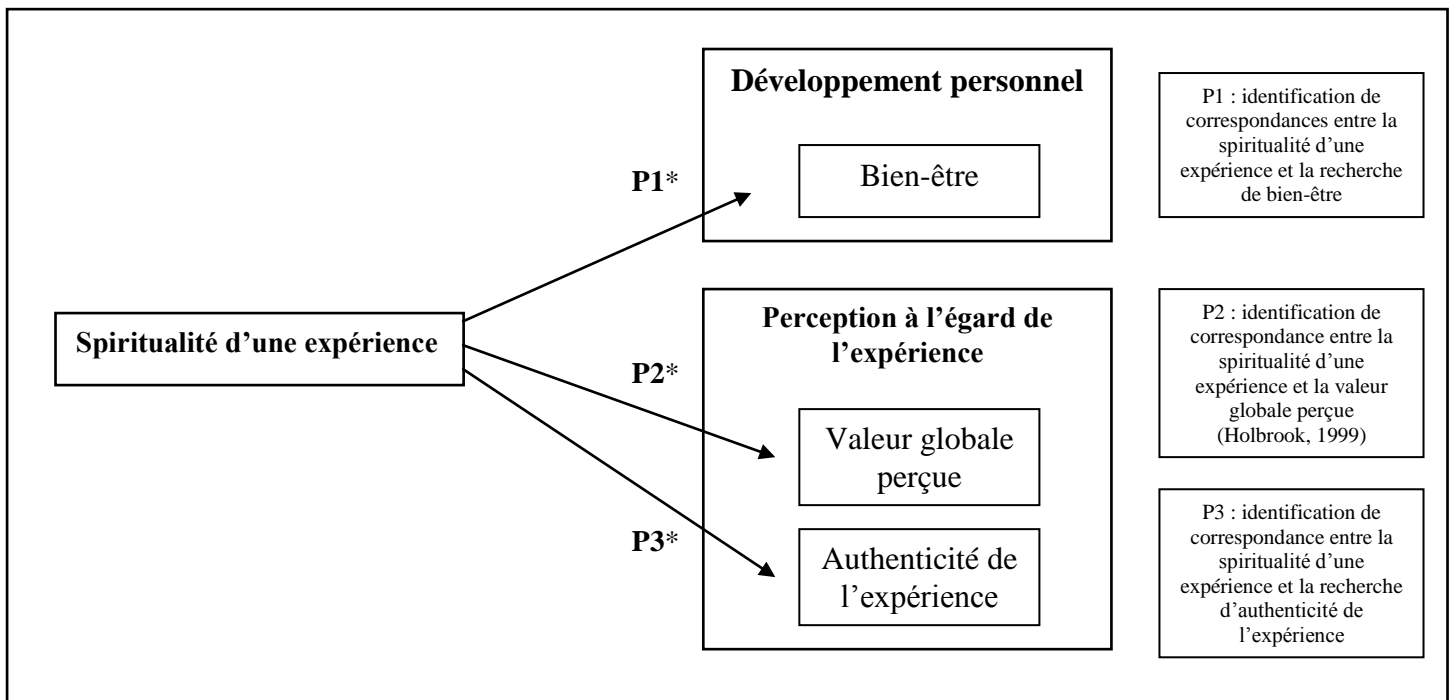 Développement personnel
Bien-être
P1*
P1 : identification de
correspondances entre la
spiritualité d’une
expérience et la recherche
de bien-être
Spiritualité d’une expérience
P2*
P3*
Perception à l’égard de
l’expérience
Valeur globale
perçue
Authenticité de
l’expérience
P2 : identification de
correspondance entre la
spiritualité d’une
expérience et la valeur
globale perçue
(Holbrook, 1999)
P3 : identification de
correspondance entre la
spiritualité d’une
expérience et la recherche
d’authenticité de
l’expérience